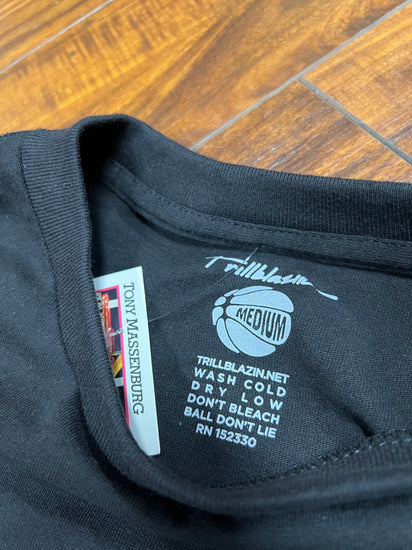 Trillblazin
MEDIUM
TRILLBLAZIN.NET
WASH COLD
DRY LOW
DON'T BLEACH
BALL DON'T LIE
RN 152330
TONY MASSENBURG